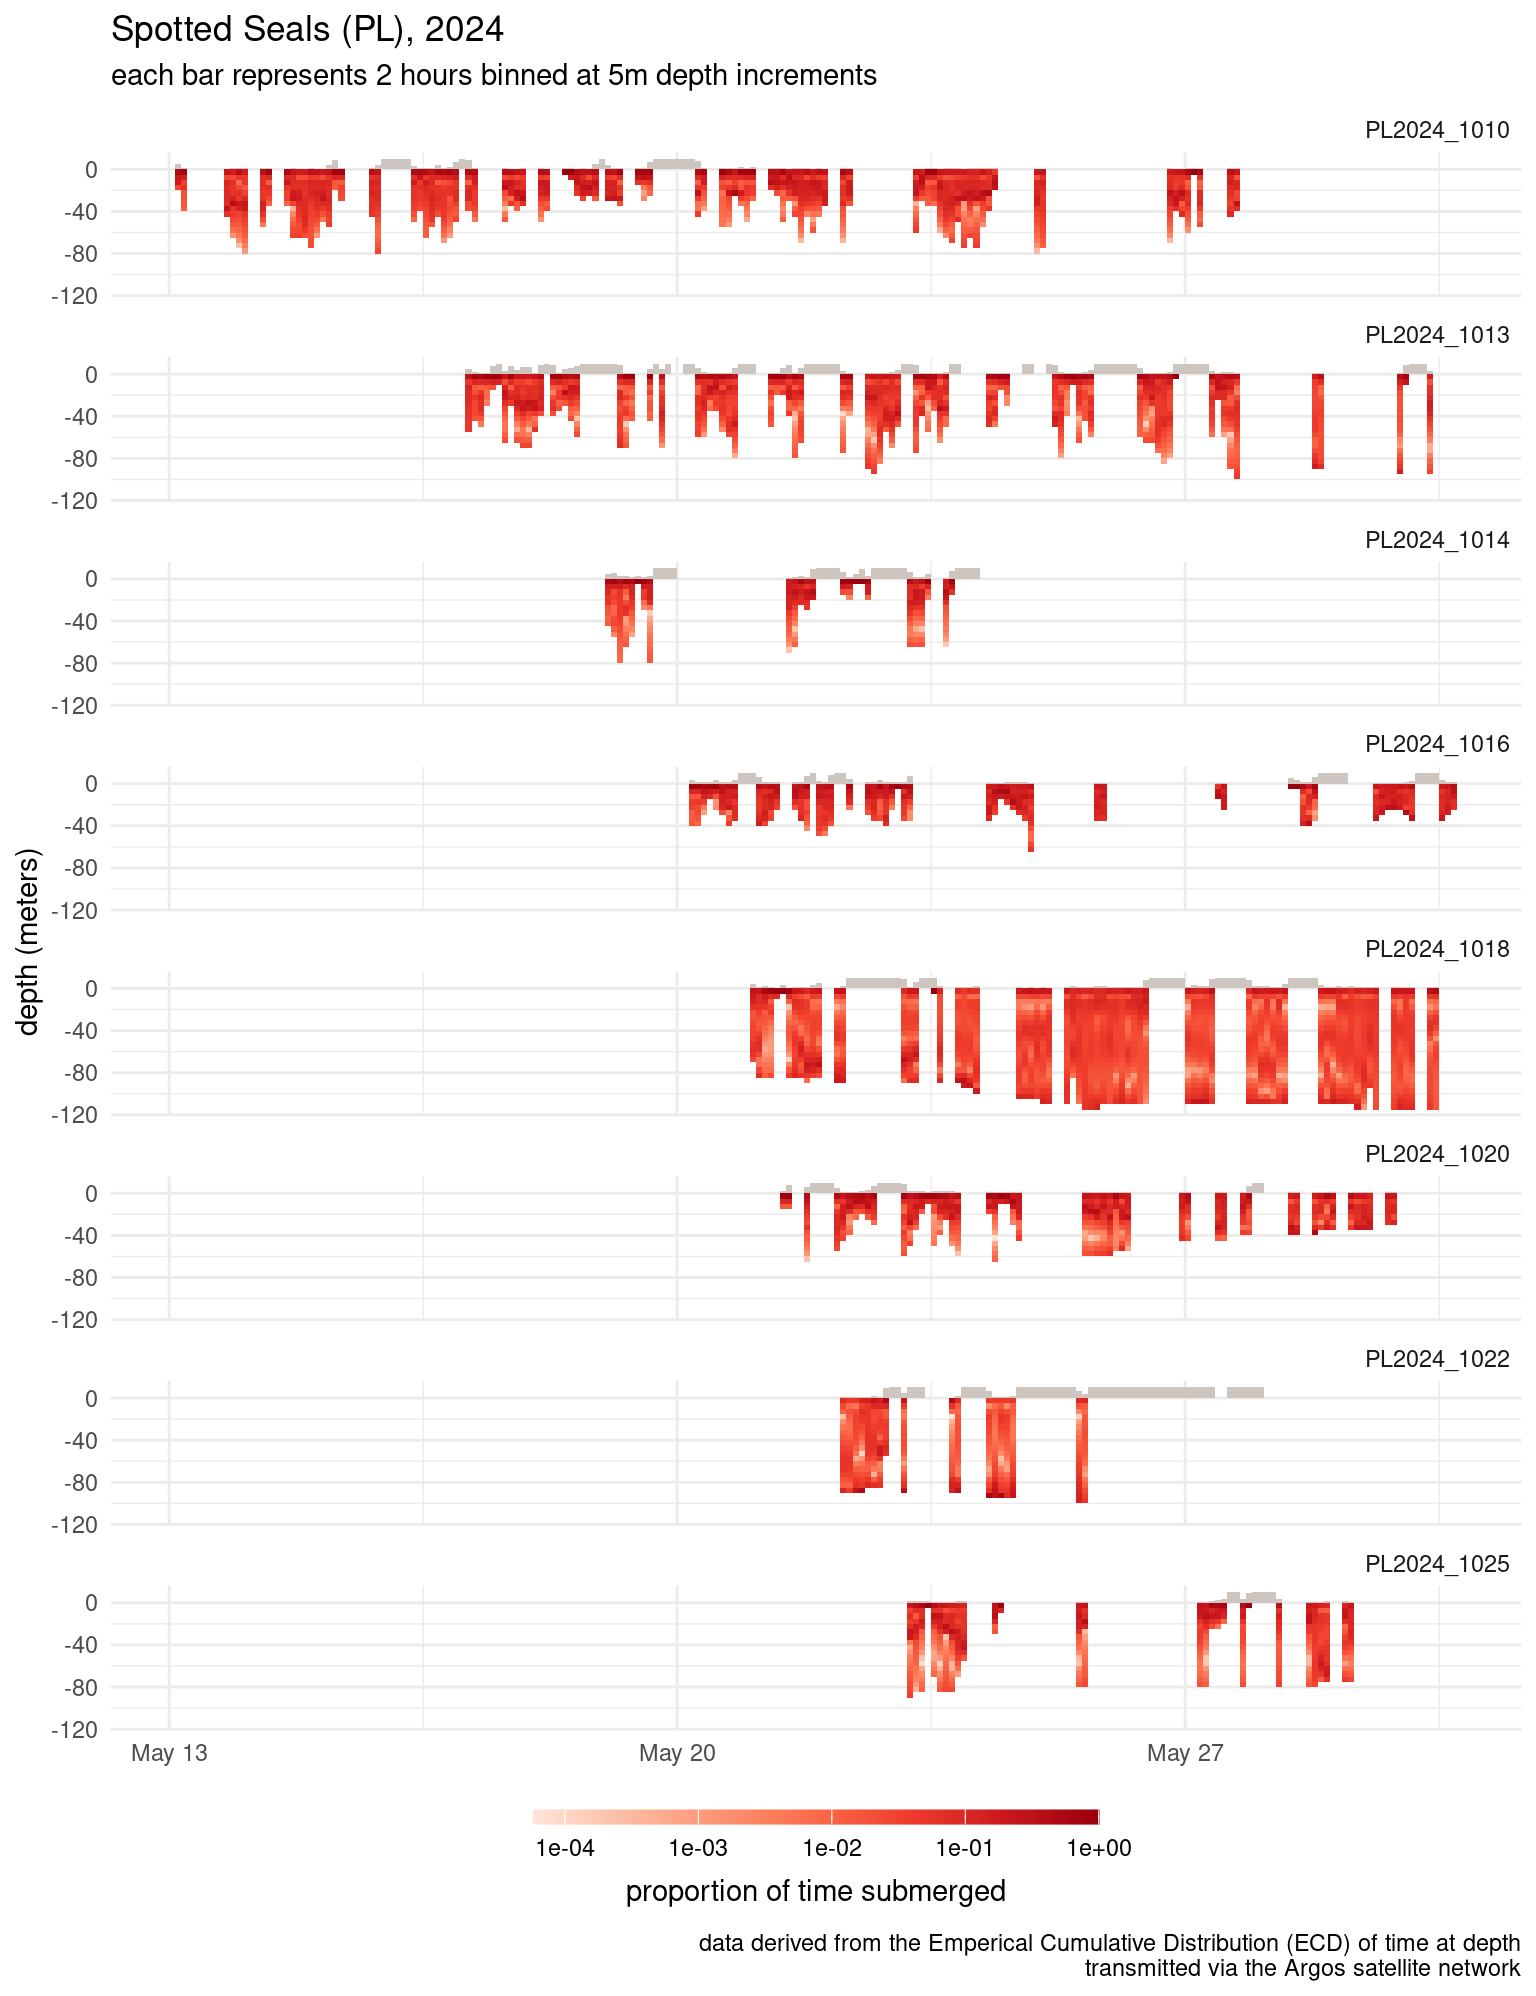 Spotted Seals (PL), 2024
each bar represents 2 hours binned at 5m depth increments
PL2024_1010
0
-40
-80
-120
PL2024_1013
0
-40
-80
-120
PL2024_1014
0
-40
-80
-120
PL2024_1016
0
-40
-80
-120
depth (meters)
PL2024_1018
0
-40
-80
-120
PL2024_1020
0
-40
-80
-120
PL2024_1022
0
-40
-80
-120
PL2024_1025
0
-40
-80
-120
May 13 May 20 May 27
1e-04 1e-03 1e-02 1e-01 1e+00
proportion of time submerged
data derived from the Emperical Cumulative Distribution (ECD) of time at depth
transmitted via the Argos satellite network